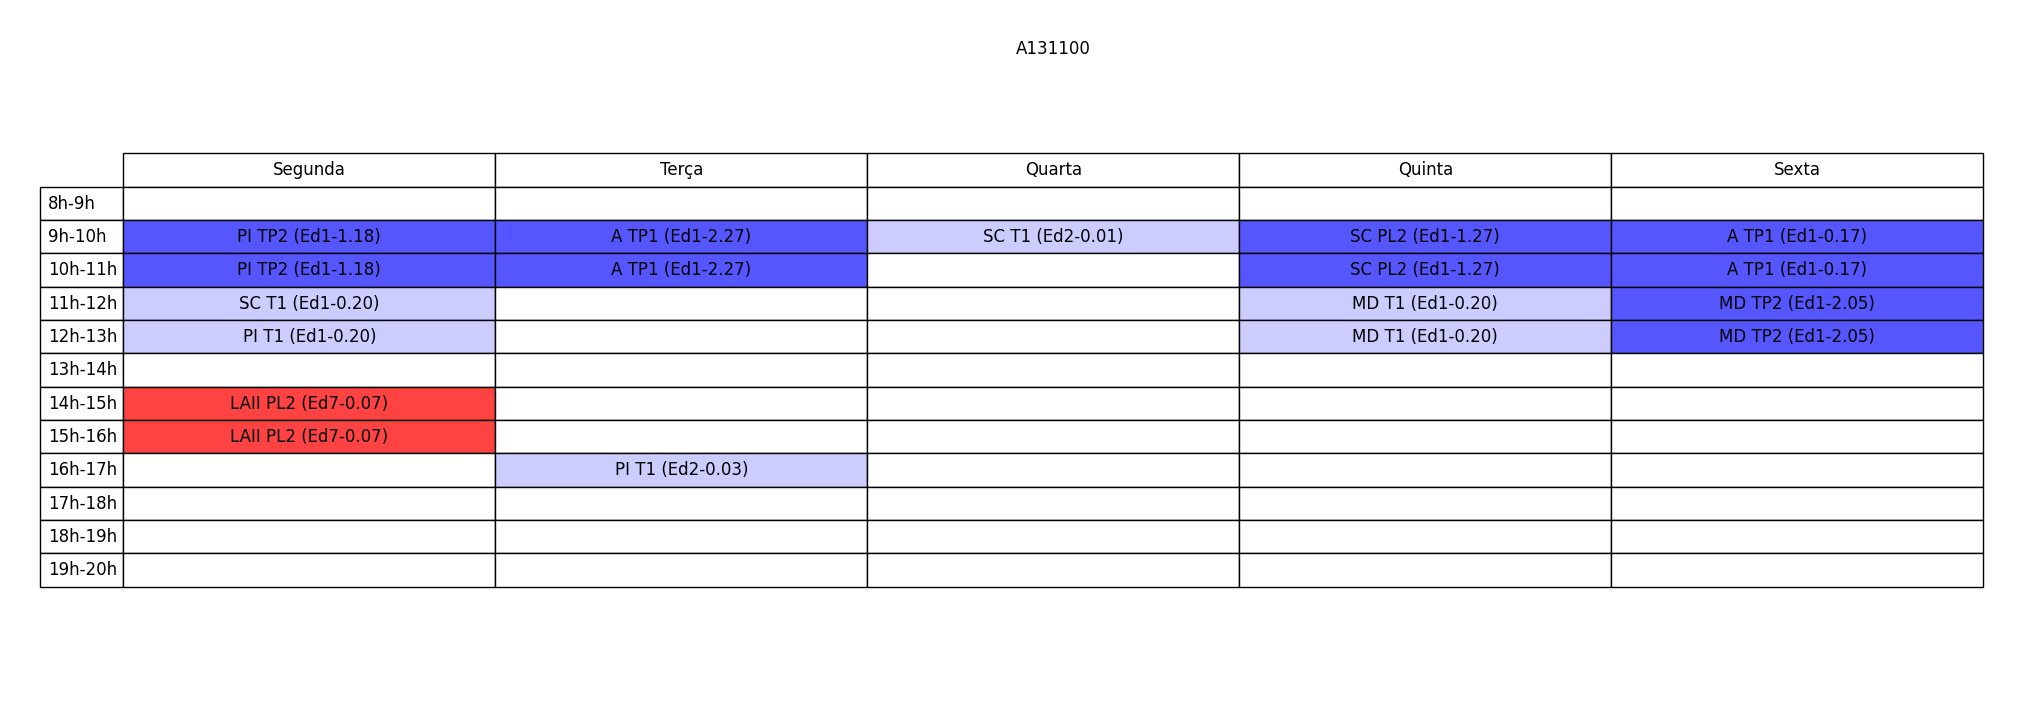 A131100
Segunda Terça Quarta Quinta Sexta
8h-9h
9h-10h PI TP2 (Ed1-1.18) A TP1 (Ed1-2.27) SC T1 (Ed2-0.01) SC PL2 (Ed1-1.27) A TP1 (Ed1-0.17)
10h-11h PI TP2 (Ed1-1.18) A TP1 (Ed1-2.27) SC PL2 (Ed1-1.27) A TP1 (Ed1-0.17)
11h-12h SC T1 (Ed1-0.20) MD T1 (Ed1-0.20) MD TP2 (Ed1-2.05)
12h-13h PI T1 (Ed1-0.20) MD T1 (Ed1-0.20) MD TP2 (Ed1-2.05)
13h-14h
14h-15h LAII PL2 (Ed7-0.07)
15h-16h LAII PL2 (Ed7-0.07)
16h-17h PI T1 (Ed2-0.03)
17h-18h
18h-19h
19h-20h